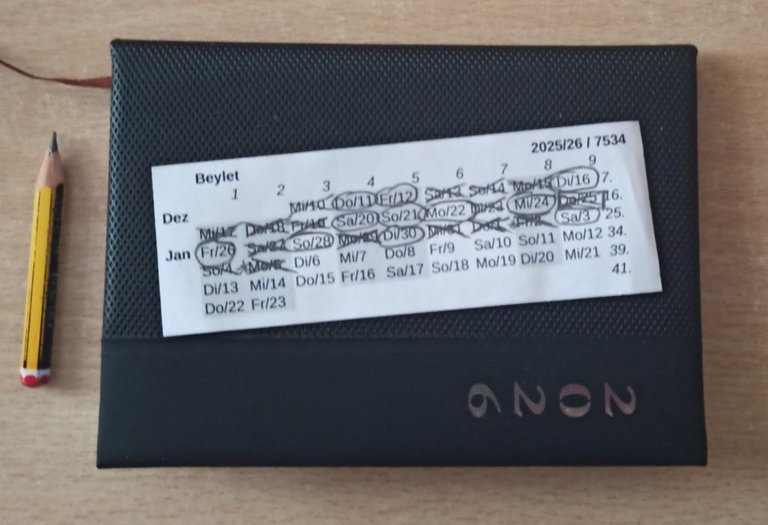 Beylet 2025/26 / 7534
1 2 3 4 5 6 7 8 9
Dez Mi/10 Do/11 Fr/12 Sa/13 So/14 Mo/15 Di/16 7.
Mi/17 Do/18 Fr/19 Sa/20 So/21 Mo/22 Di/23 Mi/24 Do/25 16.
Jan Fr/26 Sa/27 So/28 Mo/29 Di/30 Mi/31 Do/1 Fr/2 Sa/3 25.
So/4 Mo/5 Di/6 Mi/7 Do/8 Fr/9 Sa/10 So/11 Mo/12 34.
Di/13 Mi/14 Do/15 Fr/16 Sa/17 So/18 Mo/19 Di/20 Mi/21 39.
Do/22 Fr/23 41.
2026